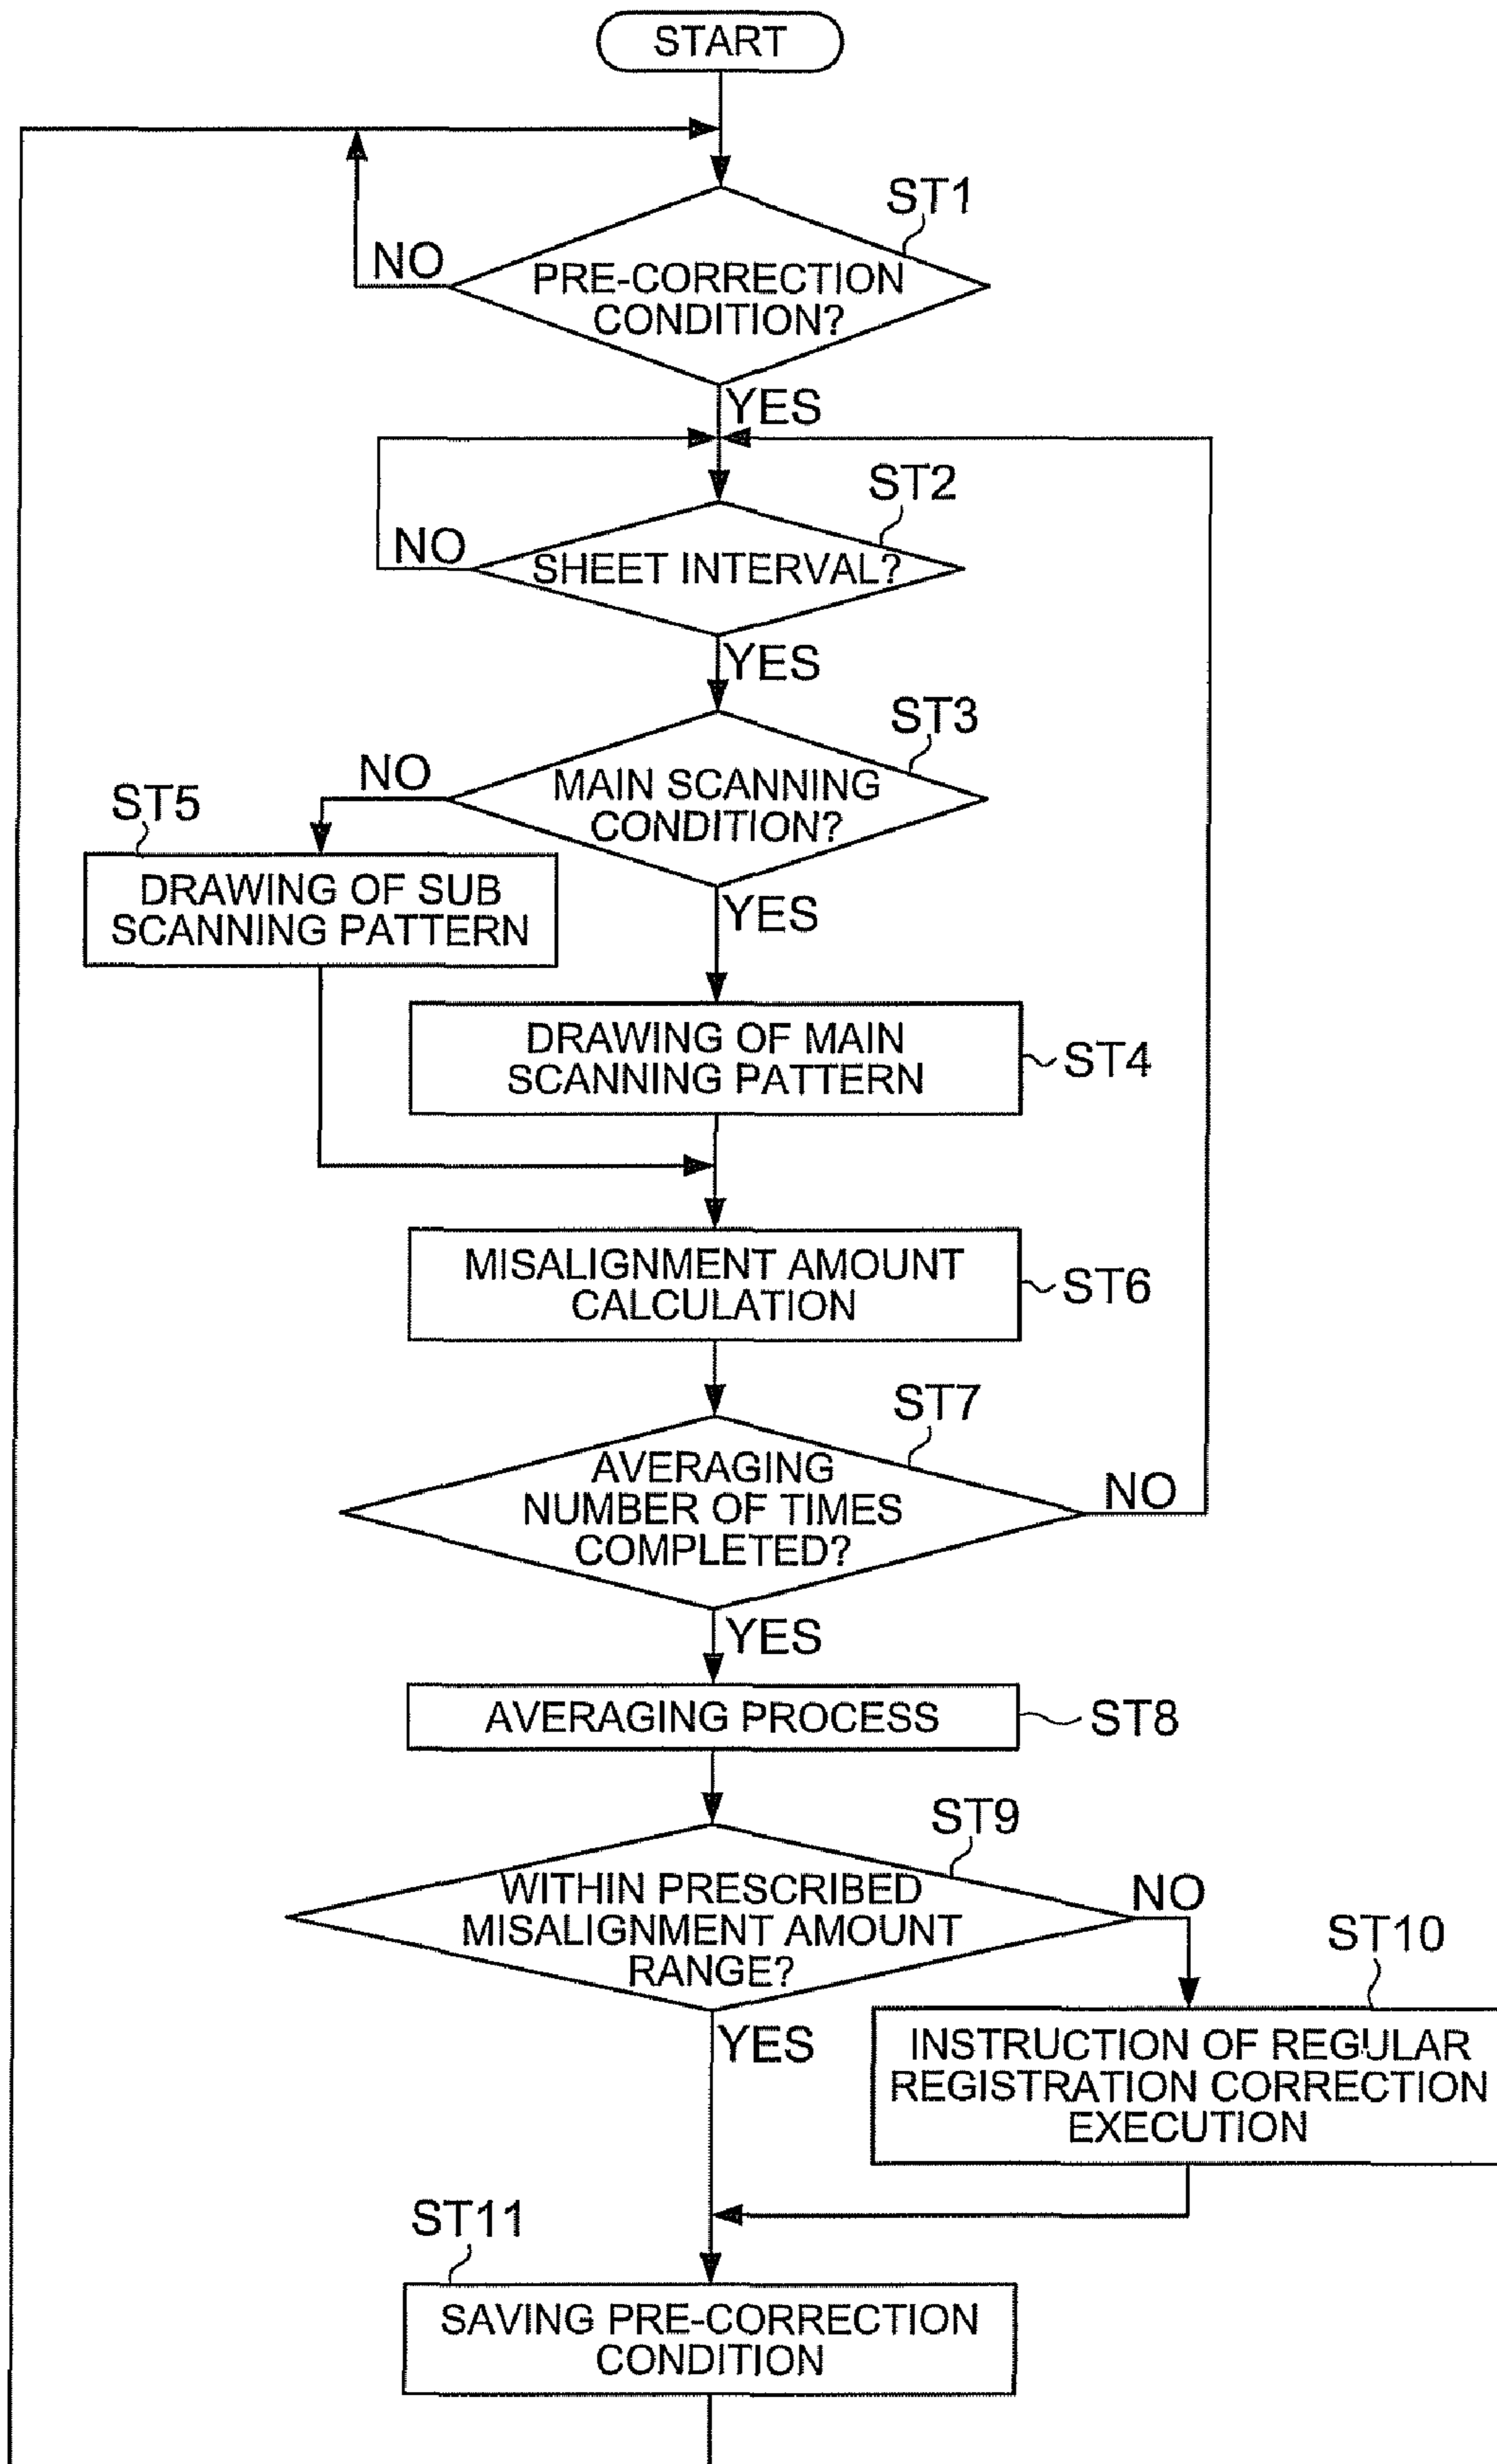 START
ST1
NO
PRE-CORRECTION
CONDITION?
YES
ST2
NO
SHEET INTERVAL?
YES
ST3
NO
MAIN SCANNING
CONDITION?
ST5
DRAWING OF SUB
SCANNING PATTERN
YES
DRAWING OF MAIN
SCANNING PATTERN
ST4
MISALIGNMENT AMOUNT
CALCULATION
ST6
ST7
AVERAGING
NUMBER OF TIMES
COMPLETED?
NO
YES
AVERAGING PROCESS
ST8
ST9
WITHIN PRESCRIBED
MISALIGNMENT AMOUNT
RANGE?
NO
ST10
YES
INSTRUCTION OF REGULAR
REGISTRATION CORRECTION
EXECUTION
ST11
SAVING PRE-CORRECTION
CONDITION